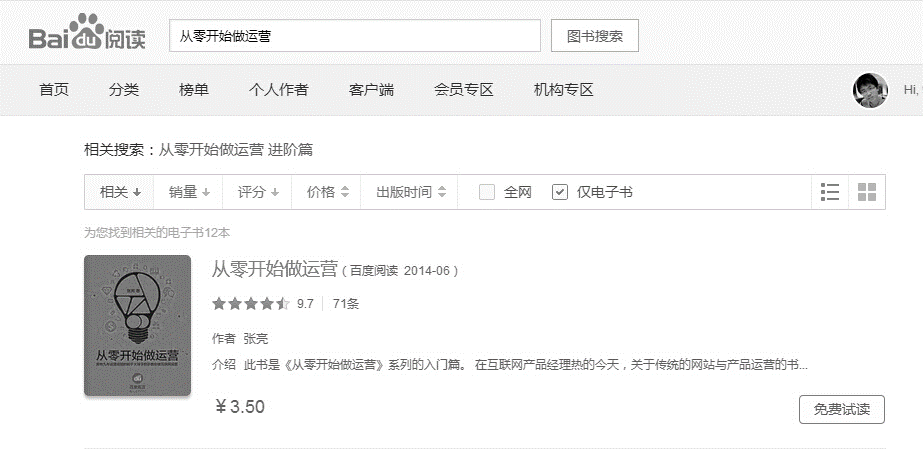 Baidu阅读 从零开始做运营 图书搜索
首页 分类 榜单 个人作者 客户端 会员专区 机构专区 Hi,
相关搜索：从零开始做运营 进阶篇
相关 销量 评分 价格 出版时间 全网 仅电子书
为您找到相关的电子书12本
从零开始做运营 ( 百度阅读 2014-06 )
9.7 71条
作者 张亮
介绍 此书是《从零开始做运营》系列的入门篇。 在互联网产品经理热的今天，关于传统的网站与产品运营的书...
¥ 3.50 免费试读
张亮 著
从零开始做运营